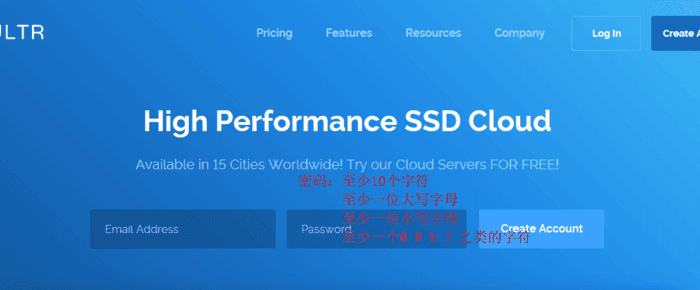 ULTR
Pricing Features Resources Company Log In Create A
High Performance SSD Cloud
Available in 15 Cities Worldwide! Try our Cloud Servers FOR FREE!
密码：至少10个字符
至少一位大写字母
至少一位小写字母
Email Address Password Create Account
至少一个# @ % ! 之类的字符